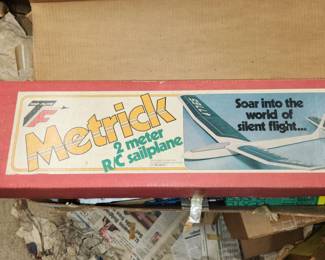 Metrick
2 meter
R/C sailplane
Soar into the
world of
silent flight...